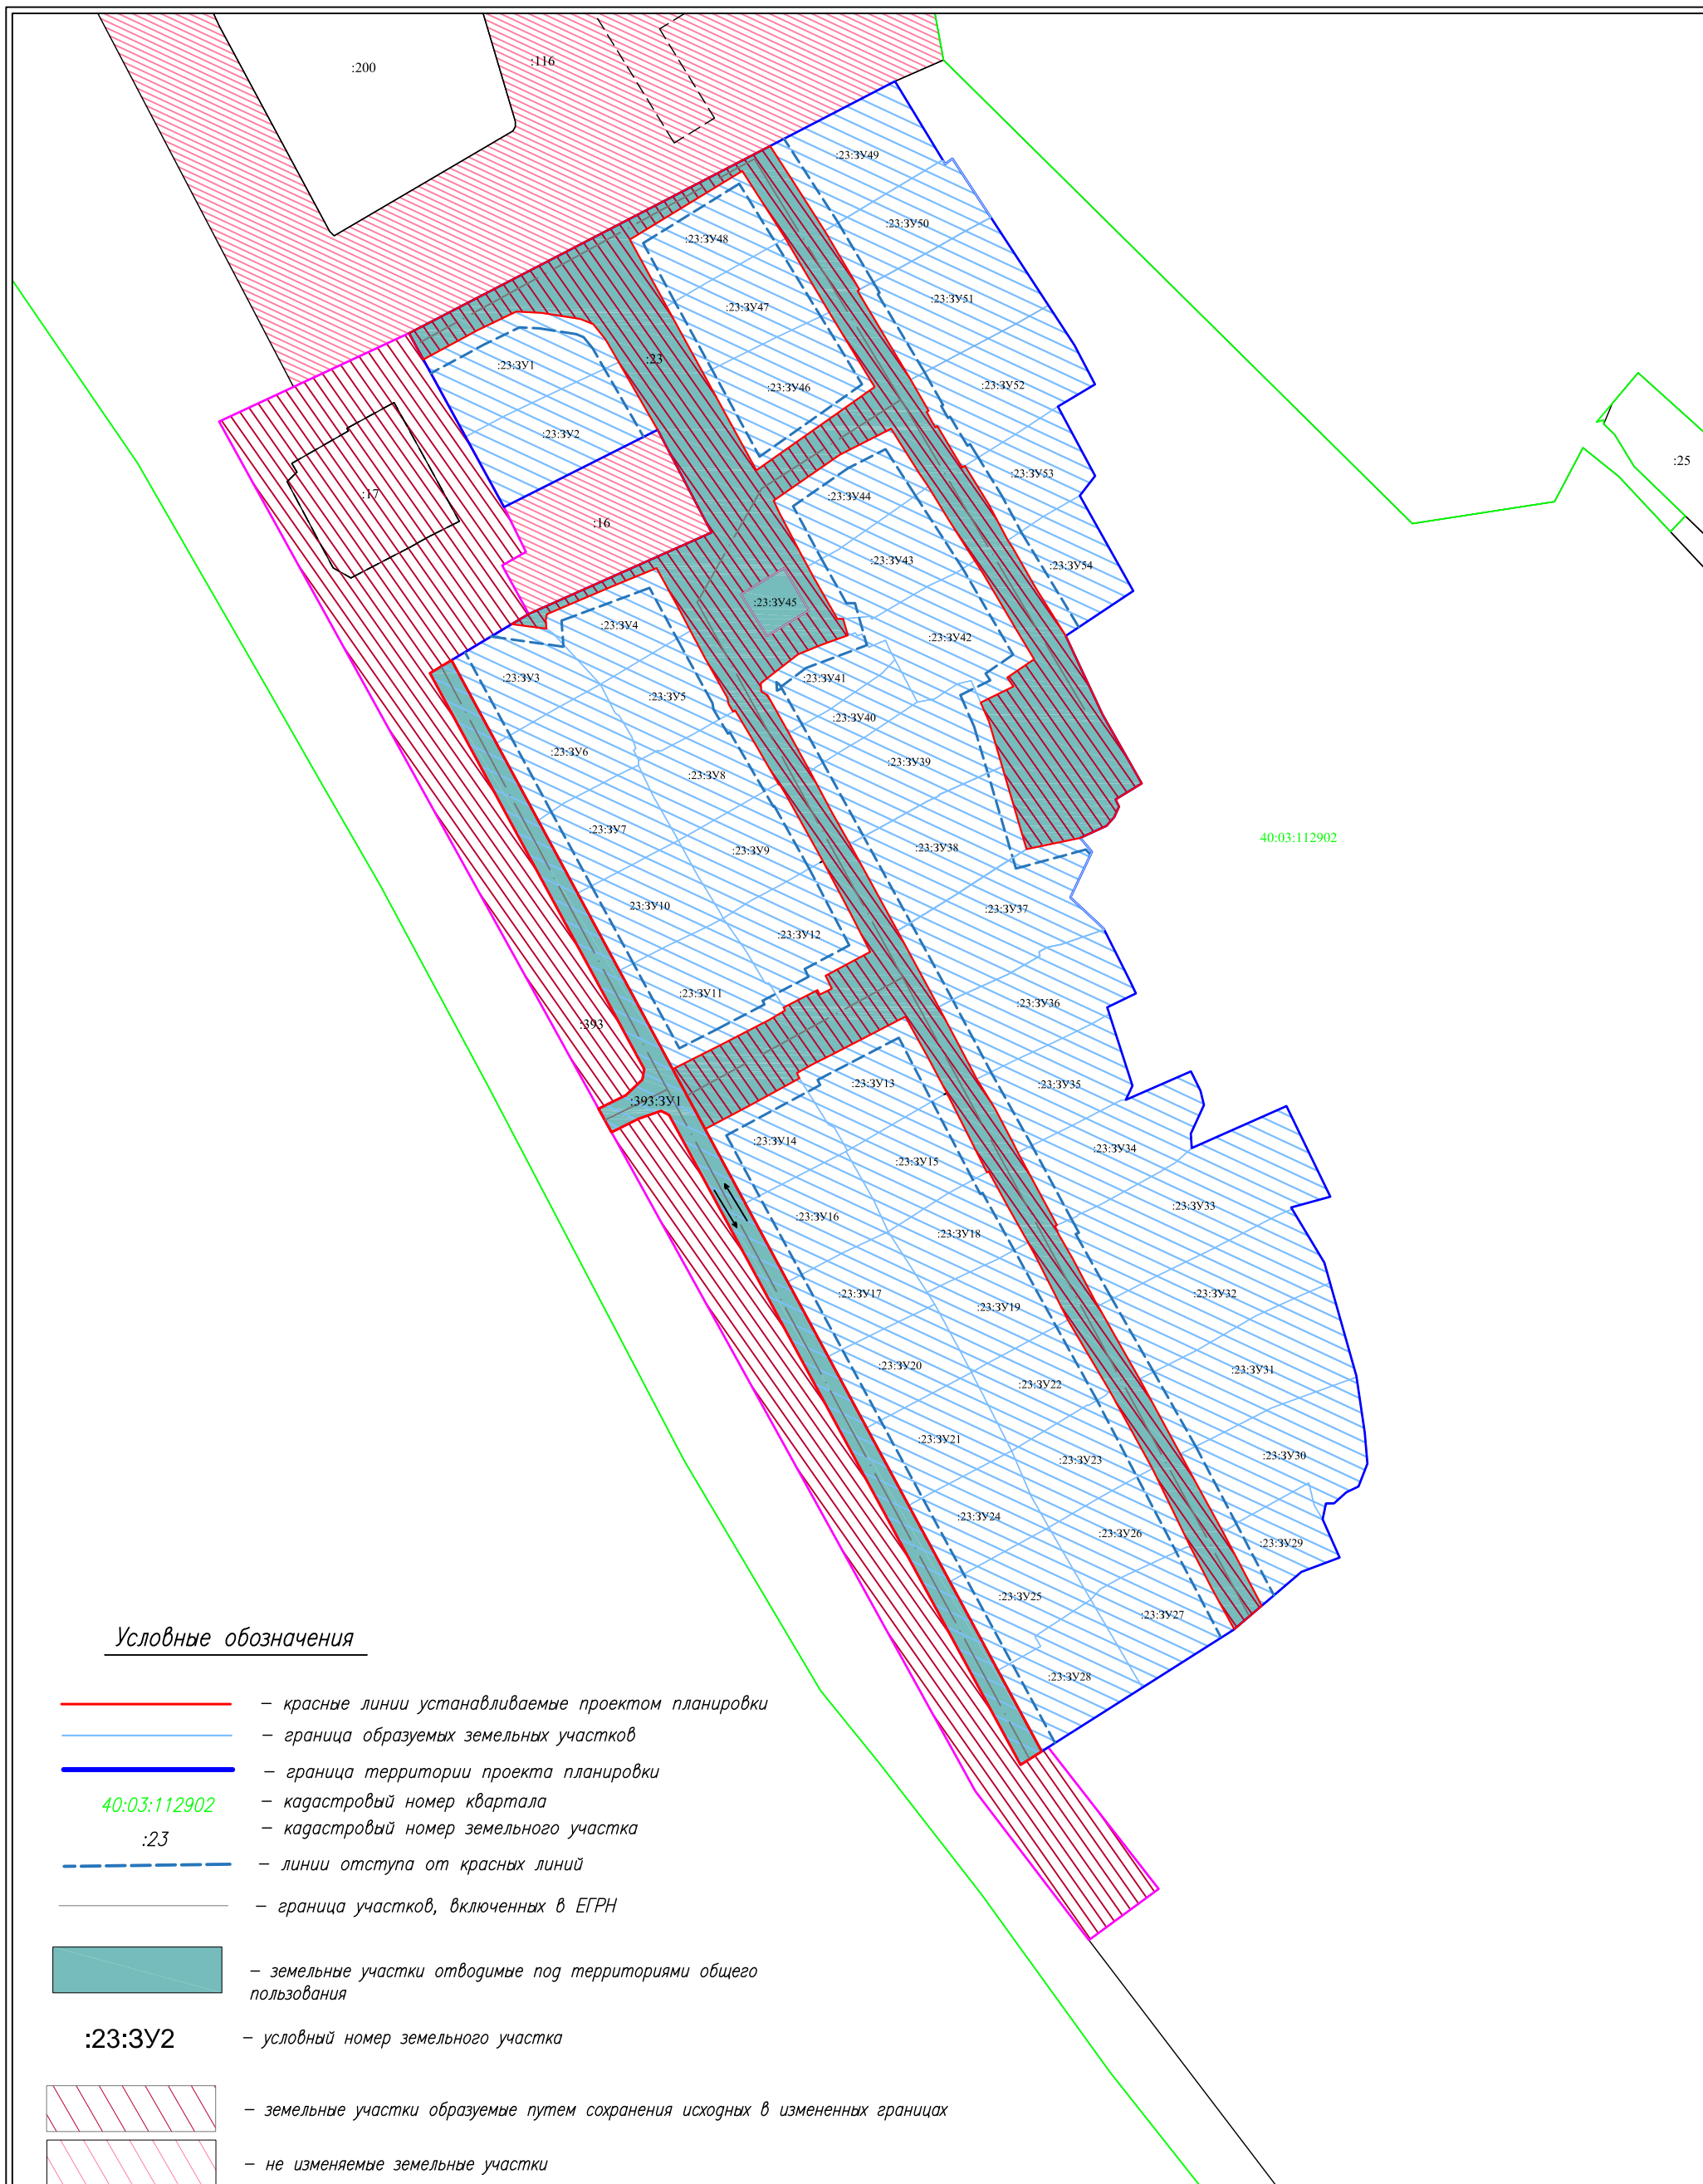 :200
:116
:23:ЗУ49
:23:ЗУ50
:23:ЗУ48
:23:ЗУ51
:23:ЗУ47
:23
:23:ЗУ1
:23:ЗУ52
:23:ЗУ46
:23:ЗУ2
:25
:23:ЗУ53
:17
:23:ЗУ44
:16
:23:ЗУ43
:23:ЗУ54
:23:ЗУ45
:23:ЗУ4
:23:ЗУ42
:23:ЗУ3
:23:ЗУ41
:23:ЗУ5
:23:ЗУ40
:23:ЗУ6
:23:ЗУ39
:23:ЗУ8
:23:ЗУ7
40:03:112902
:23:ЗУ38
:23:ЗУ9
23:ЗУ10
:23:ЗУ37
:23:ЗУ12
:23:ЗУ11
:23:ЗУ36
:393
:23:ЗУ13
:23:ЗУ35
:393:ЗУ1
:23:ЗУ14
:23:ЗУ34
:23:ЗУ15
:23:ЗУ33
:23:ЗУ16
:23:ЗУ18
:23:ЗУ17
:23:ЗУ32
:23:ЗУ19
:23:ЗУ20
:23:ЗУ31
:23:ЗУ22
:23:ЗУ21
:23:ЗУ30
:23:ЗУ23
:23:ЗУ24
:23:ЗУ26
:23:ЗУ29
:23:ЗУ25
:23:ЗУ27
:23:ЗУ28
Условные обозначения
– красные линии устанавливаемые проектом планировки
– граница образуемых земельных участков
– граница территории проекта планировки
40:03:112902 – кадастровый номер квартала
:23 – кадастровый номер земельного участка
– линии отступа от красных линий
– граница участков, включенных в ЕГРН
– земельные участки отводимые под территориями общего
пользования
:23:ЗУ2 – условный номер земельного участка
– земельные участки образуемые путем сохранения исходных в измененных границах
– не изменяемые земельные участки